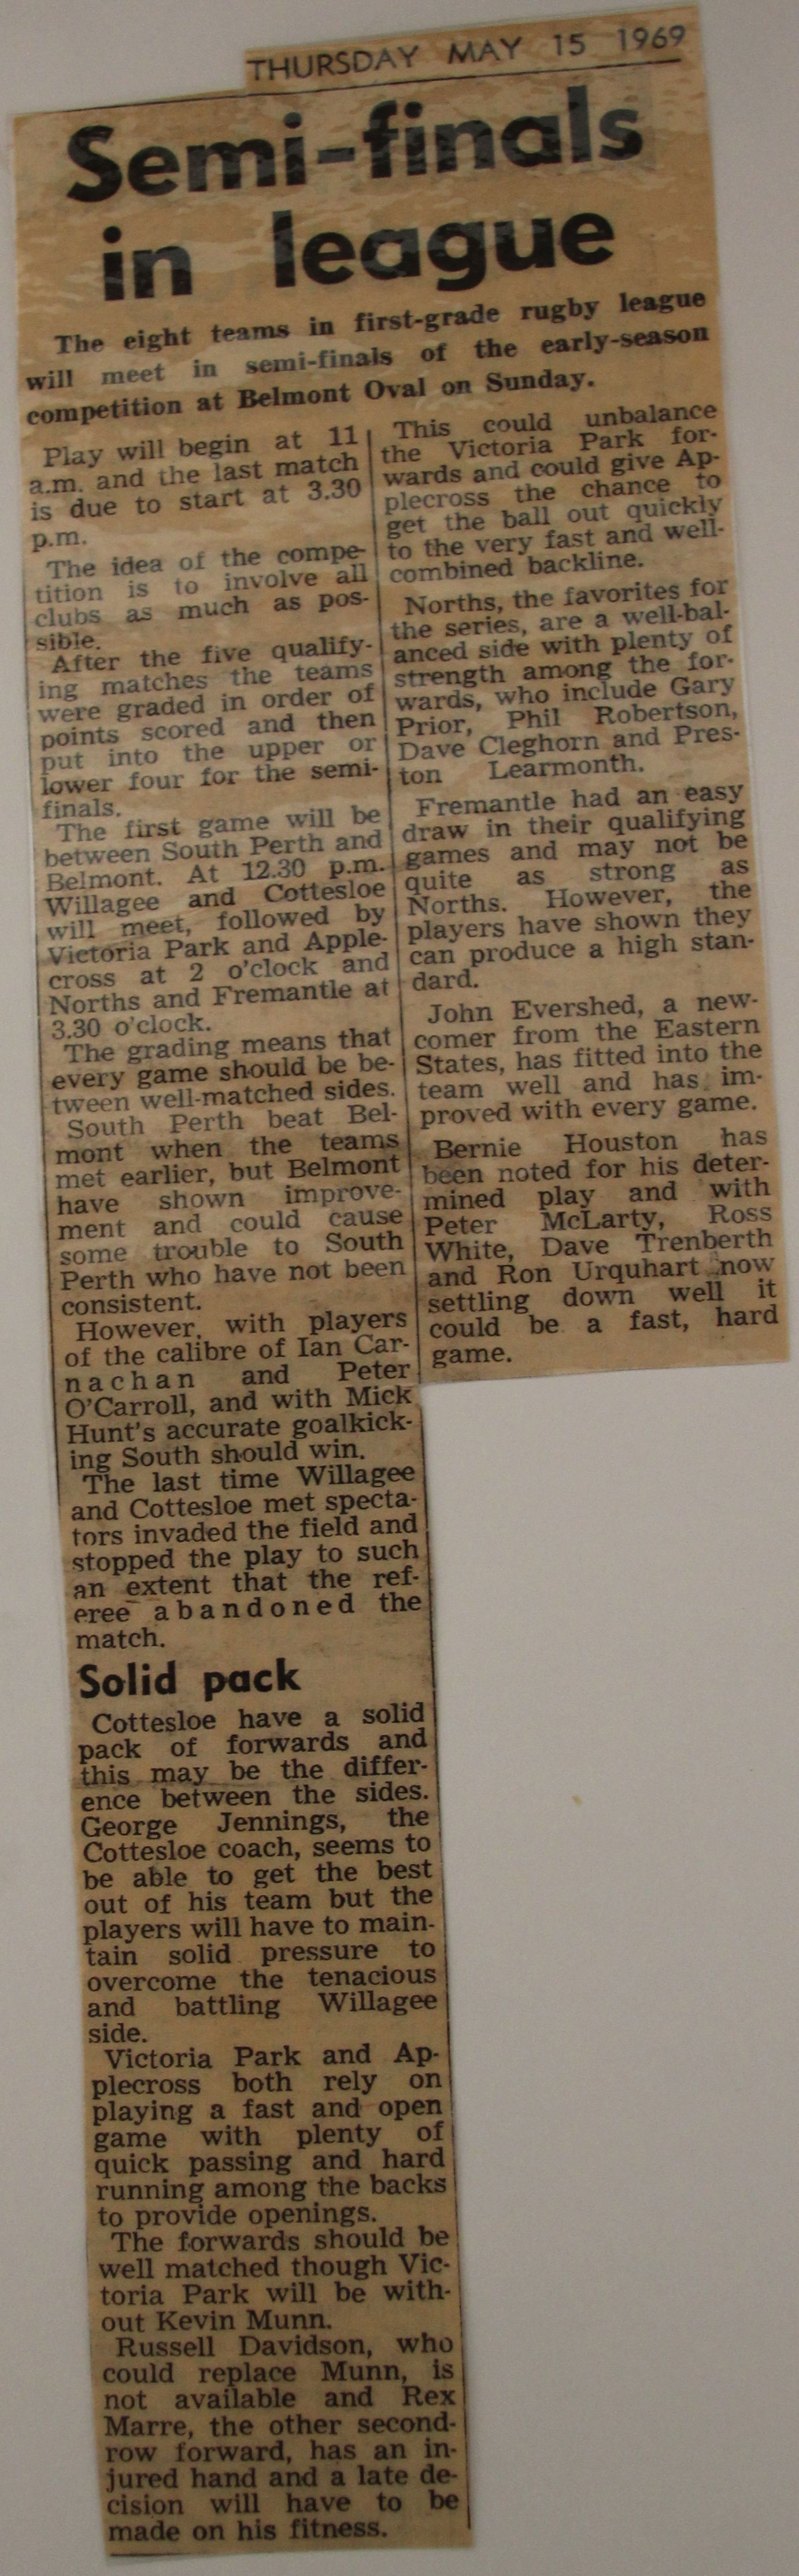 THURSDAY MAY 15 1969
Semi-finals
in league
The eight teams in first-grade rugby league
will meet in semi-finals of the early-season
competition at Belmont Oval on Sunday.
Play will begin at 11
a.m. and the last match
is due to start at 3.30
p.m.
The idea of the compe-
tition is to involve all
clubs as much as pos-
sible.
After the five qualify-
ing matches the teams
were graded in order of
points scored and then
put into the upper or
lower four for the semi-
finals.
The first game will be
between South Perth and
Belmont. At 12.30 p.m.
Willagee and Cottesloe
will meet, followed by
Victoria Park and Apple-
cross at 2 o'clock and
Norths and Fremantle at
3.30 o'clock.
The grading means that
every game should be be-
tween well-matched sides.
South Perth beat Bel-
mont when the teams
met earlier, but Belmont
have shown improve-
ment and could cause
some trouble to South
Perth who have not been
consistent.
However, with players
of the calibre of Ian Car-
nachan and Peter
O'Carroll, and with Mick
Hunt's accurate goalkick-
ing South should win.
The last time Willagee
and Cottesloe met specta-
tors invaded the field and
stopped the play to such
an extent that the ref-
eree abandoned the
match.
Solid pack
Cottesloe have a solid
pack of forwards and
this may be the differ-
ence between the sides.
George Jennings, the
Cottesloe coach, seems to
be able to get the best
out of his team but the
players will have to main-
tain solid pressure to
overcome the tenacious
and battling Willagee
side.
Victoria Park and Ap-
plecross both rely on
playing a fast and open
game with plenty of
quick passing and hard
running among the backs
to provide openings.
The forwards should be
well matched though Vic-
toria Park will be with-
out Kevin Munn.
Russell Davidson, who
could replace Munn, is
not available and Rex
Marre, the other second-
row forward, has an in-
jured hand and a late de-
cision will have to be
made on his fitness.
This could unbalance
the Victoria Park for-
wards and could give Ap-
plecross the chance to
get the ball out quickly
to the very fast and well-
combined backline.
Norths, the favorites for
the series, are a well-bal-
anced side with plenty of
strength among the for-
wards, who include Gary
Prior, Phil Robertson,
Dave Cleghorn and Pres-
ton Learmonth.
Fremantle had an easy
draw in their qualifying
games and may not be
quite as strong as
Norths. However, the
players have shown they
can produce a high stan-
dard.
John Evershed, a new-
comer from the Eastern
States, has fitted into the
team well and has im-
proved with every game.
Bernie Houston has
been noted for his deter-
mined play and with
Peter McLarty, Ross
White, Dave Trenberth
and Ron Urquhart now
settling down well it
could be a fast, hard
game.